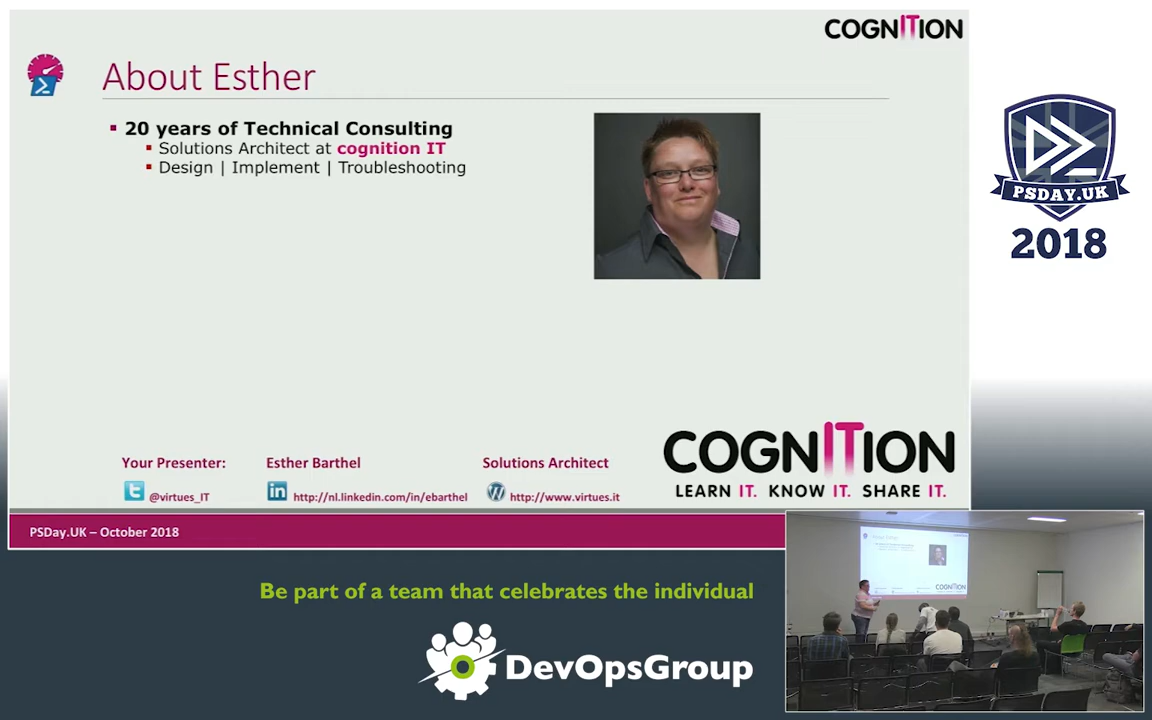 COGNITION
About Esther
20 years of Technical Consulting
Solutions Architect at cognition IT
Design | Implement | Troubleshooting
PSDAY.UK
2018
Your Presenter:
Esther Barthel
Solutions Architect
@virtues_IT
http://nl.linkedin.com/in/ebarthel
http://www.virtues.it
COGNITION
LEARN IT. KNOW IT. SHARE IT.
PSDay.UK – October 2018
Be part of a team that celebrates the individual
DevOpsGroup